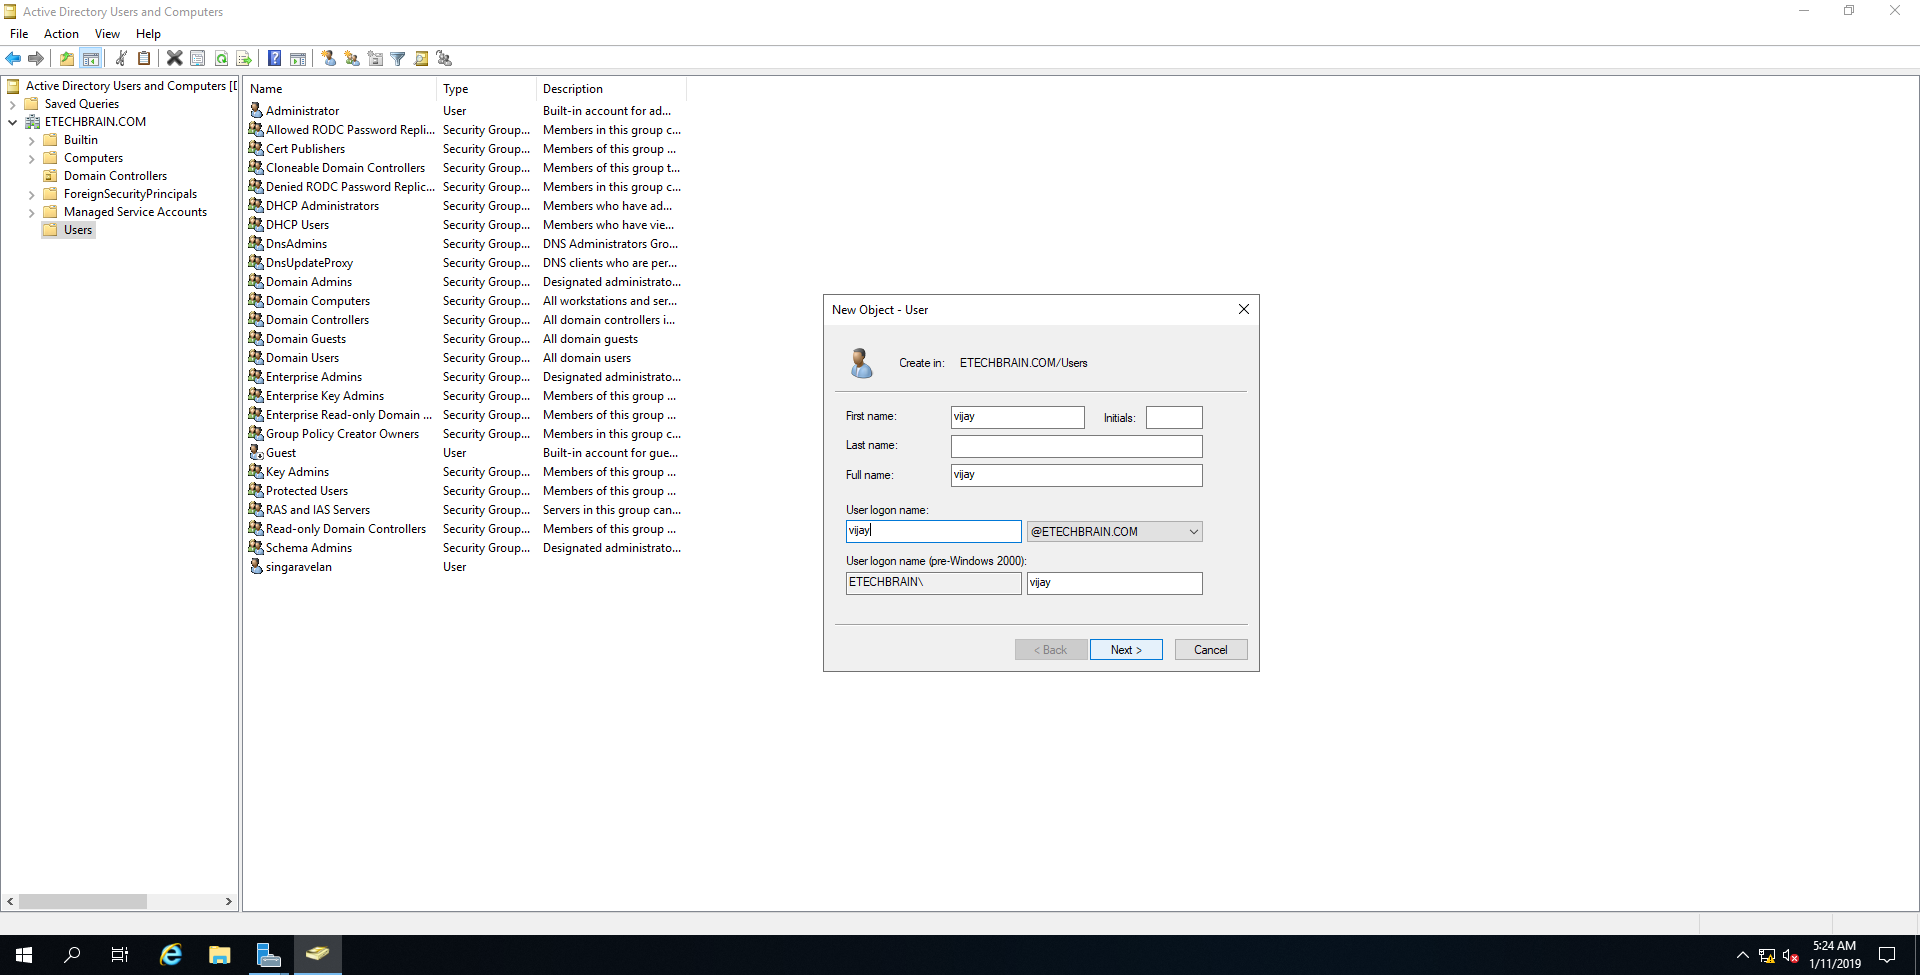 Active Directory Users and Computers
File Action View Help
Active Directory Users and Computers [D
Saved Queries
ETECHBRAIN.COM
Builtin
Computers
Domain Controllers
ForeignSecurityPrincipals
Managed Service Accounts
Users
Name Type Description
Administrator User Built-in account for ad...
Allowed RODC Password Repli... Security Group... Members in this group c...
Cert Publishers Security Group... Members of this group ...
Cloneable Domain Controllers Security Group... Members of this group t...
Denied RODC Password Replic... Security Group... Members in this group c...
DHCP Administrators Security Group... Members who have ad...
DHCP Users Security Group... Members who have vie...
DnsAdmins Security Group... DNS Administrators Gro...
DnsUpdateProxy Security Group... DNS clients who are per...
Domain Admins Security Group... Designated administrato...
Domain Computers Security Group... All workstations and ser...
Domain Controllers Security Group... All domain controllers i...
Domain Guests Security Group... All domain guests
Domain Users Security Group... All domain users
Enterprise Admins Security Group... Designated administrato...
Enterprise Key Admins Security Group... Members of this group ...
Enterprise Read-only Domain ... Security Group... Members of this group ...
Group Policy Creator Owners Security Group... Members in this group c...
Guest User Built-in account for gue...
Key Admins Security Group... Members of this group ...
Protected Users Security Group... Members of this group ...
RAS and IAS Servers Security Group... Servers in this group can...
Read-only Domain Controllers Security Group... Members of this group ...
Schema Admins Security Group... Designated administrato...
singaravelan User
New Object - User
Create in: ETECHBRAIN.COM/Users
First name: vijay Initials:
Last name:
Full name: vijay
User logon name:
vijay @ETECHBRAIN.COM
User logon name (pre-Windows 2000):
ETECHBRAIN\ vijay
< Back Next > Cancel
5:24 AM
1/11/2019